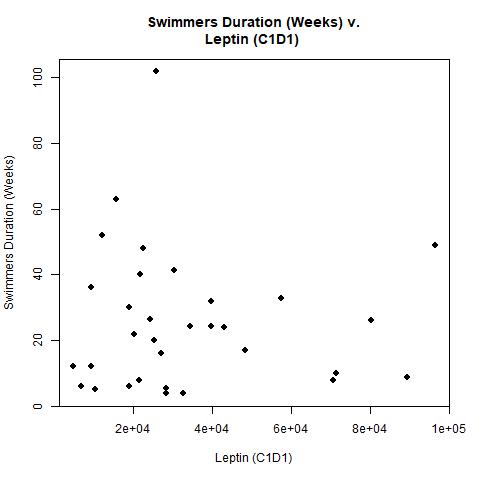 Swimmers Duration (Weeks) v.
Leptin (C1D1)
Swimmers Duration (Weeks)
100
80
60
40
20
0
2e+04 4e+04 6e+04 8e+04 1e+05
Leptin (C1D1)